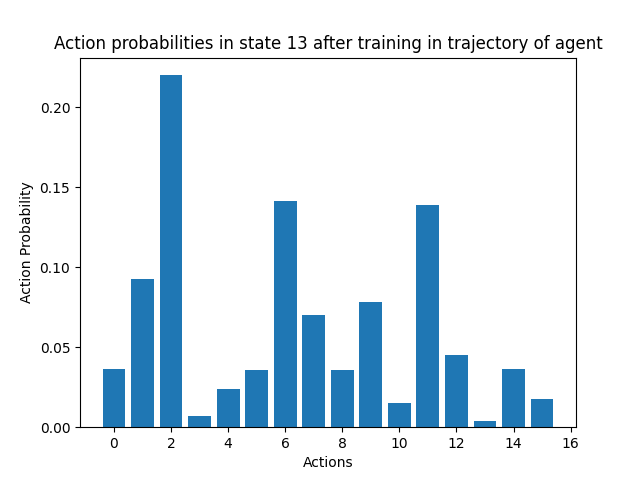 Action probabilities in state 13 after training in trajectory of agent
0.20
0.15
0.10
0.05
0.00
Action Probability
0 2 4 6 8 10 12 14 16
Actions